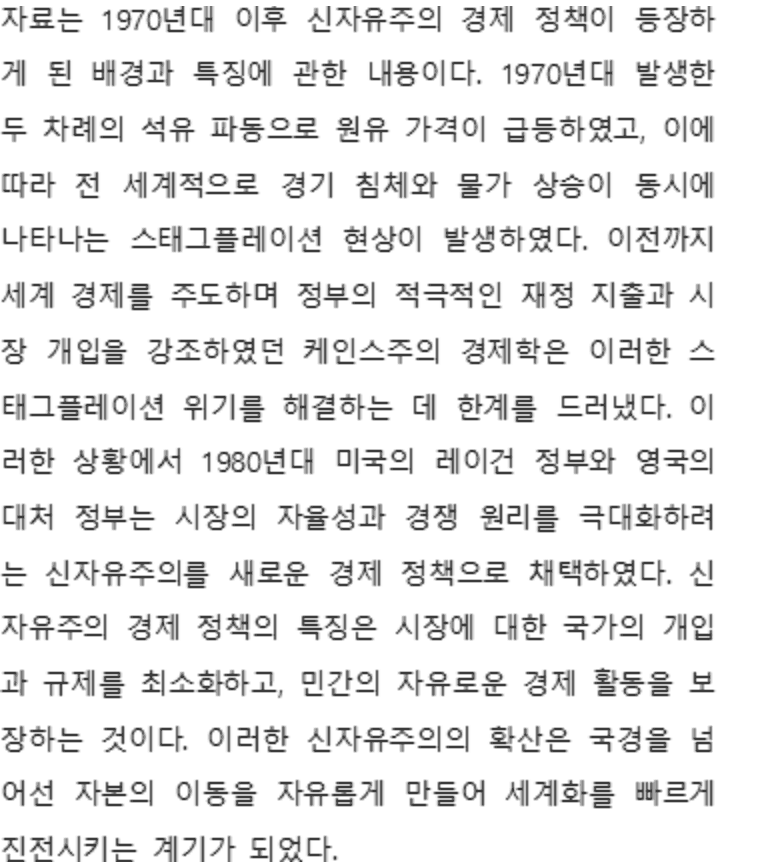 자료는 1970년대 이후 신자유주의 경제 정책이 등장하
게 된 배경과 특징에 관한 내용이다. 1970년대 발생한
두 차례의 석유 파동으로 원유 가격이 급등하였고, 이에
따라 전 세계적으로 경기 침체와 물가 상승이 동시에
나타나는 스태그플레이션 현상이 발생하였다. 이전까지
세계 경제를 주도하며 정부의 적극적인 재정 지출과 시
장 개입을 강조하였던 케인스주의 경제학은 이러한 스
태그플레이션 위기를 해결하는 데 한계를 드러냈다. 이
러한 상황에서 1980년대 미국의 레이건 정부와 영국의
대처 정부는 시장의 자율성과 경쟁 원리를 극대화하려
는 신자유주의를 새로운 경제 정책으로 채택하였다. 신
자유주의 경제 정책의 특징은 시장에 대한 국가의 개입
과 규제를 최소화하고, 민간의 자유로운 경제 활동을 보
장하는 것이다. 이러한 신자유주의의 확산은 국경을 넘
어선 자본의 이동을 자유롭게 만들어 세계화를 빠르게
진전시키는 계기가 되었다.